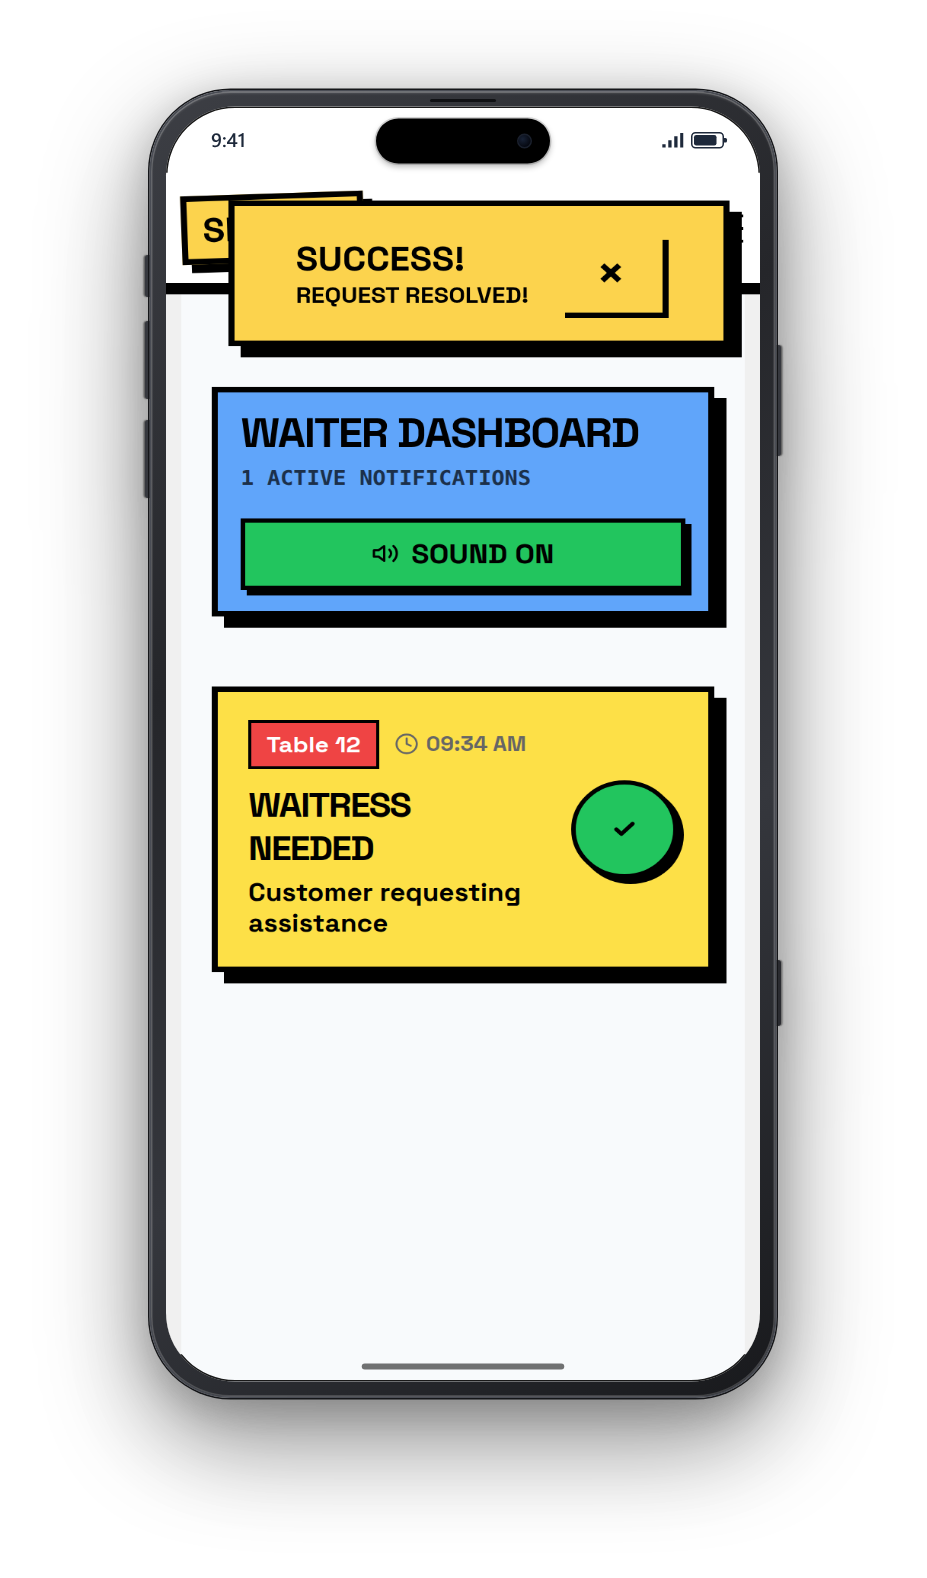 9:41
SUCCESS!
REQUEST RESOLVED!
WAITER DASHBOARD
1 ACTIVE NOTIFICATIONS
SOUND ON
Table 12
09:34 AM
WAITRESS
NEEDED
Customer requesting
assistance